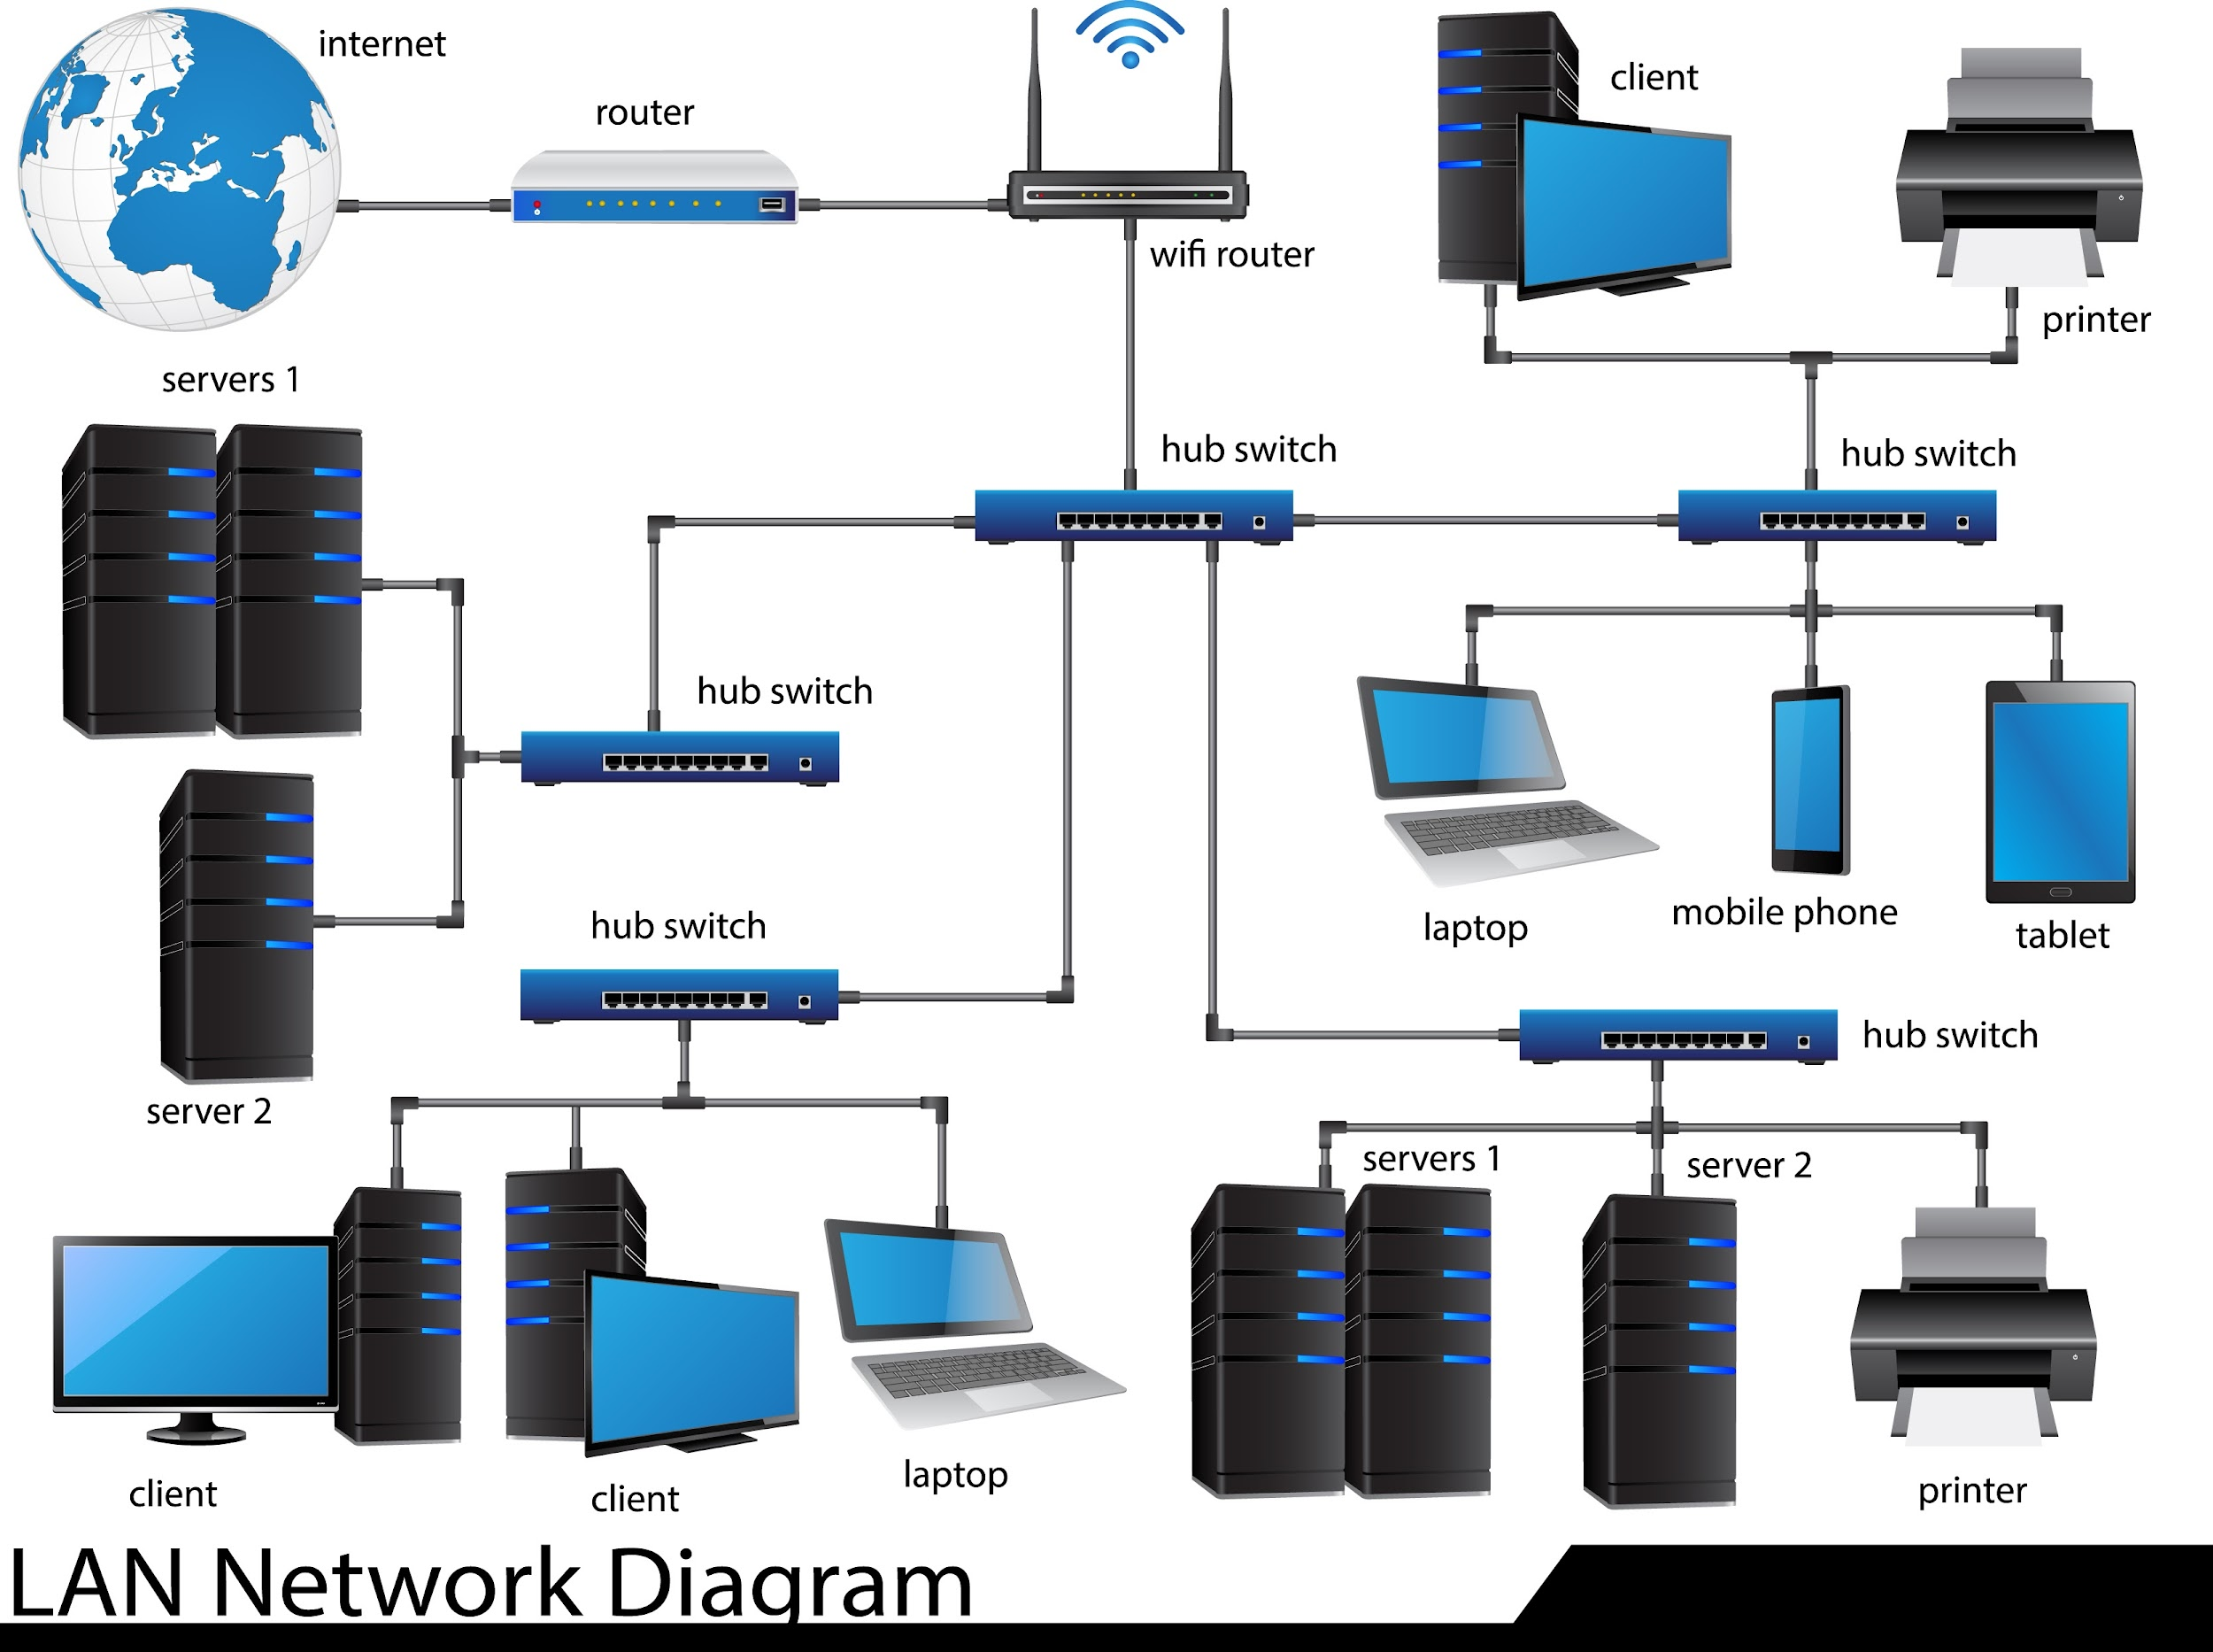 internet
router
wifi router
client
printer
servers 1
hub switch
hub switch
hub switch
laptop
mobile phone
tablet
hub switch
server 2
hub switch
servers 1
server 2
client
client
laptop
printer
LAN Network Diagram